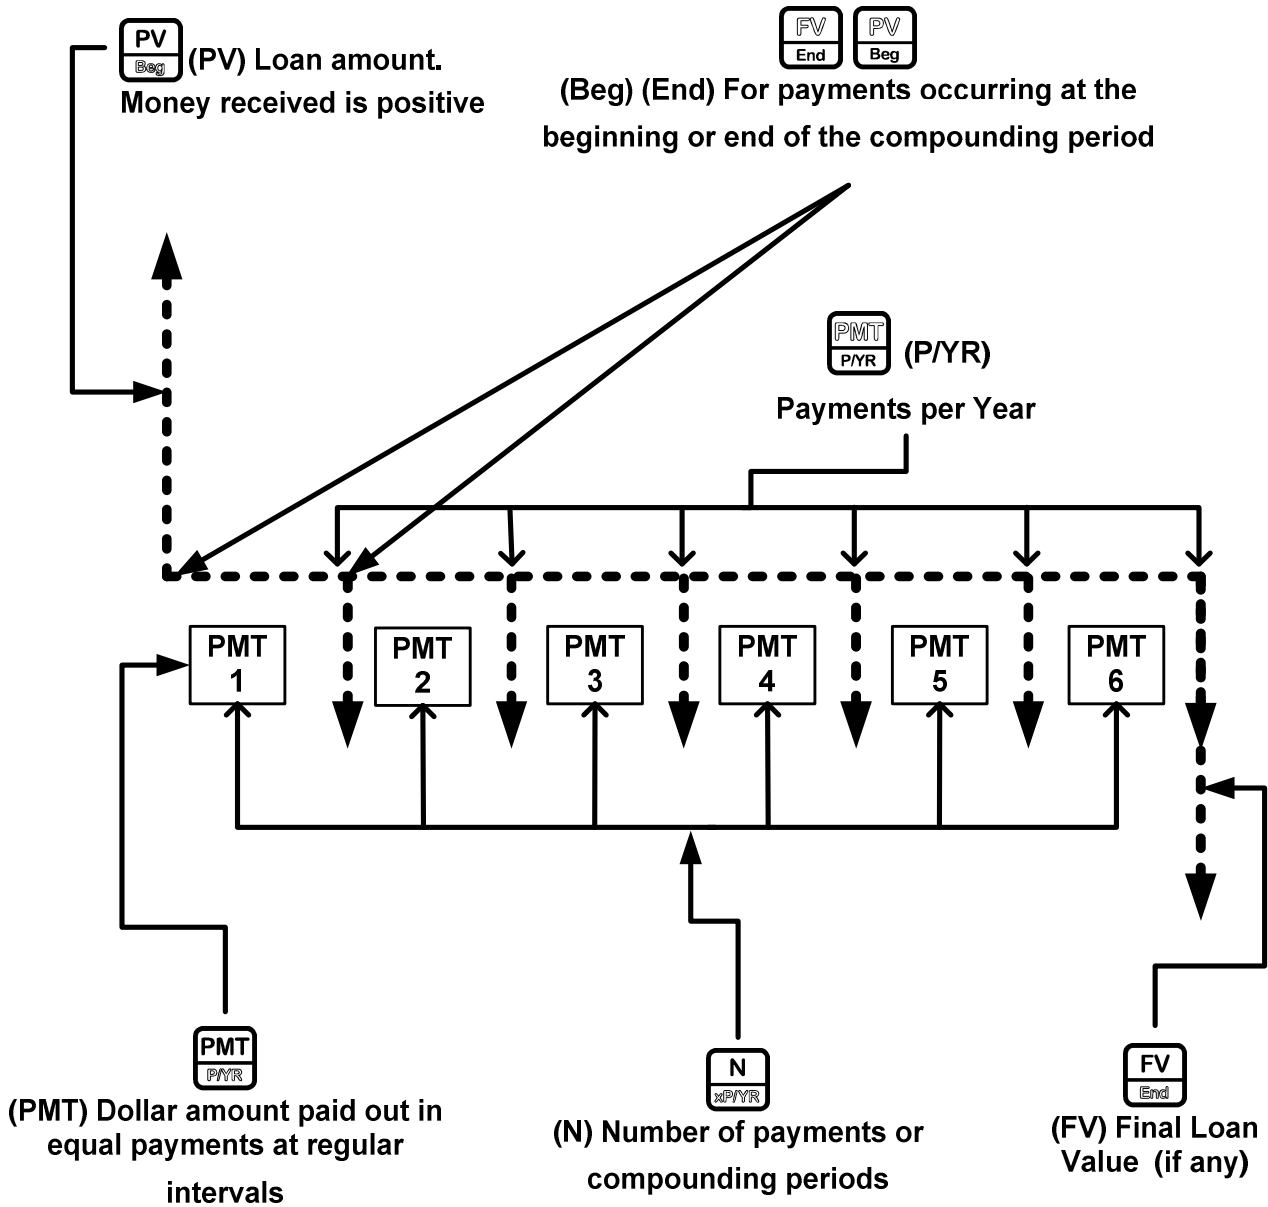 PV
Beg
(PV) Loan amount.
Money received is positive
FV
End
PV
Beg
(Beg) (End) For payments occurring at the
beginning or end of the compounding period
PMT
P/YR
(P/YR)
Payments per Year
PMT
1
PMT
2
PMT
3
PMT
4
PMT
5
PMT
6
PMT
P/YR
(PMT) Dollar amount paid out in
equal payments at regular
intervals
N
xP/YR
(N) Number of payments or
compounding periods
FV
End
(FV) Final Loan
Value (if any)